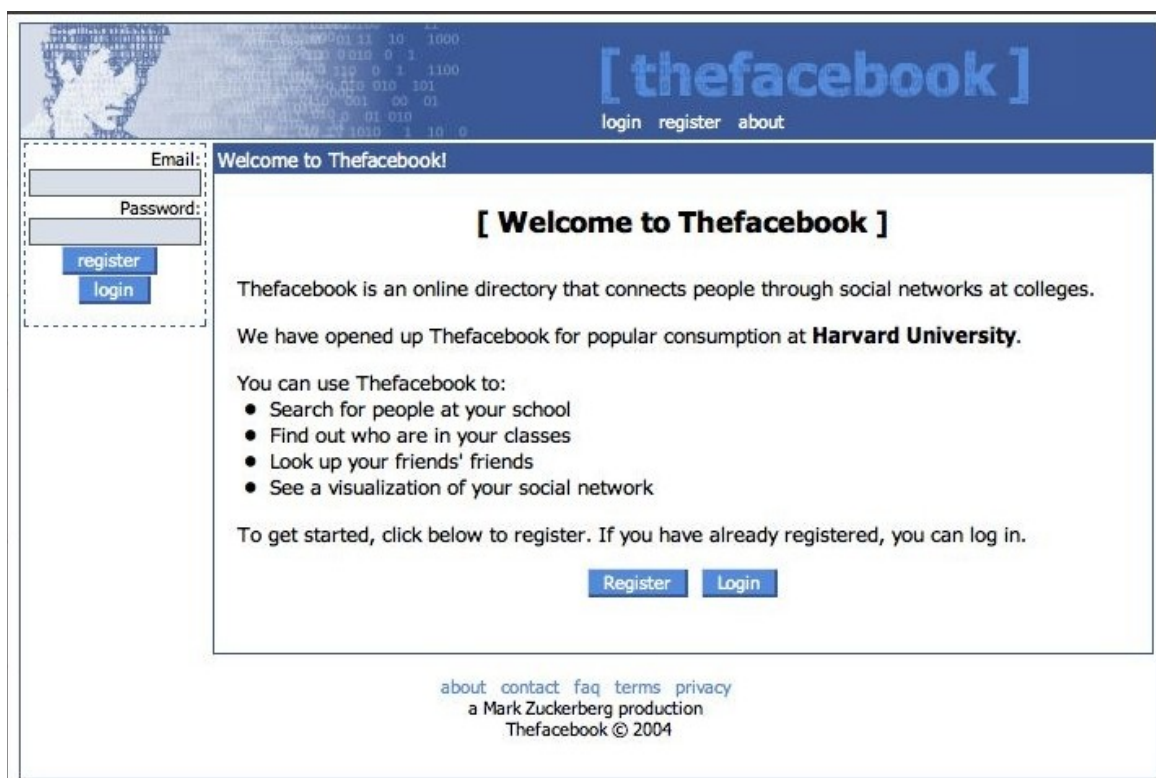 [ thefacebook ]
login register about
Email:
Password:
register
login
Welcome to Thefacebook!
[ Welcome to Thefacebook ]
Thefacebook is an online directory that connects people through social networks at colleges.
We have opened up Thefacebook for popular consumption at Harvard University.
You can use Thefacebook to:
● Search for people at your school
● Find out who are in your classes
● Look up your friends' friends
● See a visualization of your social network
To get started, click below to register. If you have already registered, you can log in.
Register Login
about contact faq terms privacy
a Mark Zuckerberg production
Thefacebook © 2004